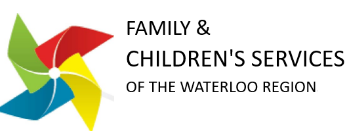 FAMILY &
CHILDREN'S SERVICES
OF THE WATERLOO REGION